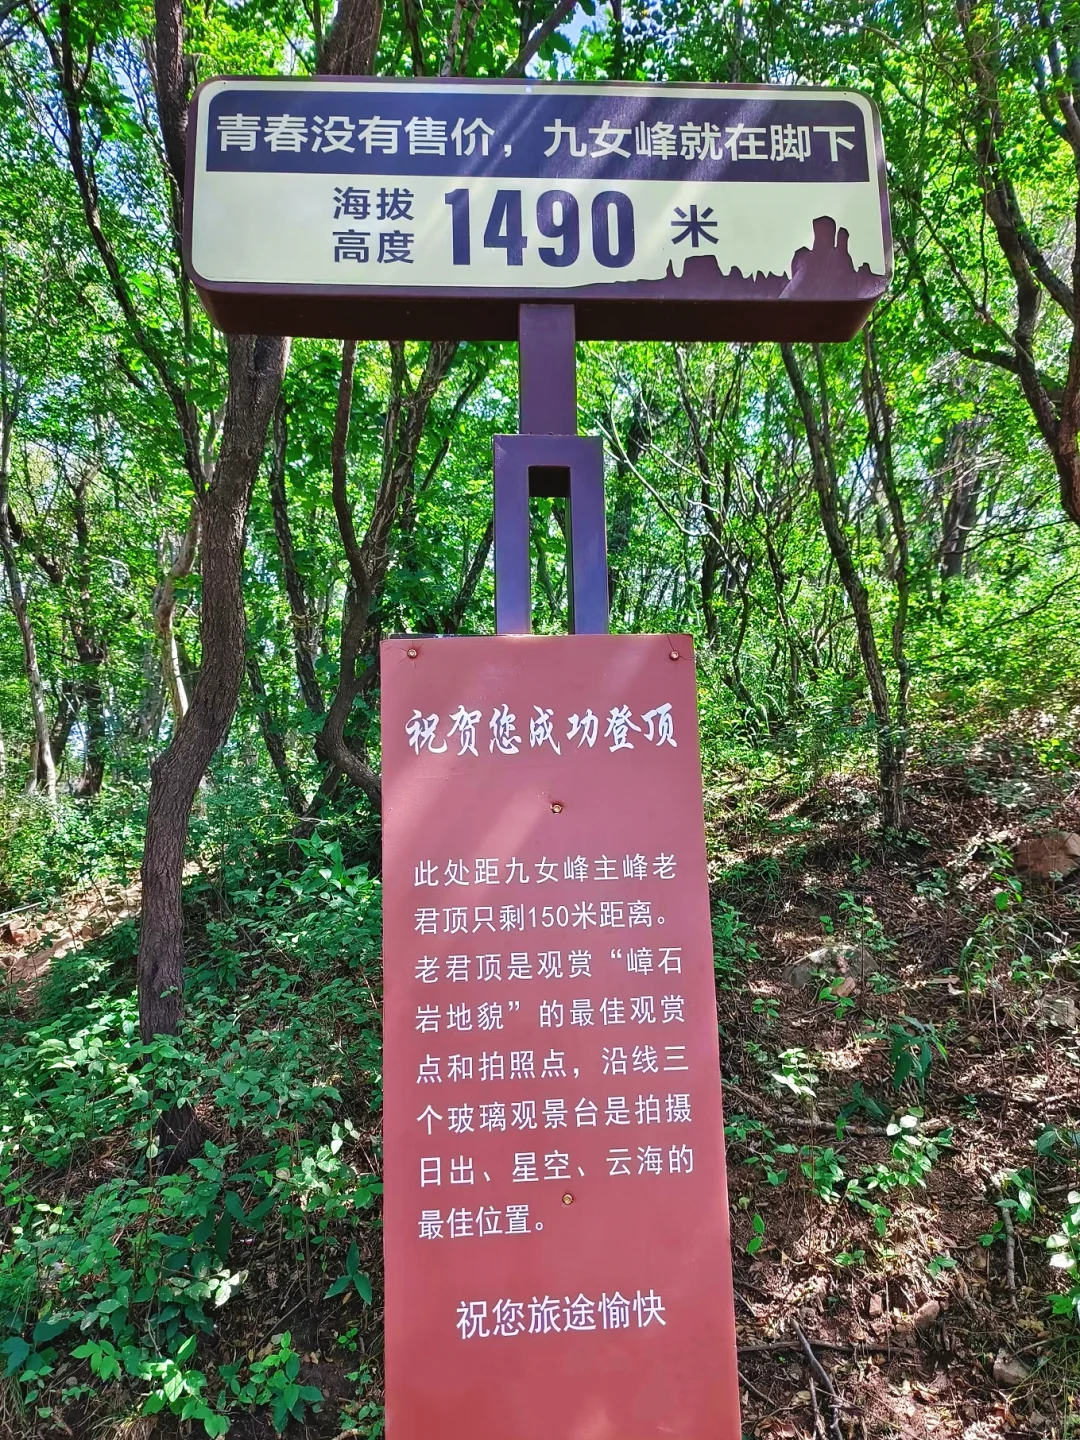 青春没有售价，九女峰就在脚下
海拔
高度 1490 米
祝贺您成功登顶
此处距九女峰主峰老
君顶只剩150米距离。
老君顶是观赏“嶂石
岩地貌”的最佳观赏
点和拍照点，沿线三
个玻璃观景台是拍摄
日出、星空、云海的
最佳位置。
祝您旅途愉快